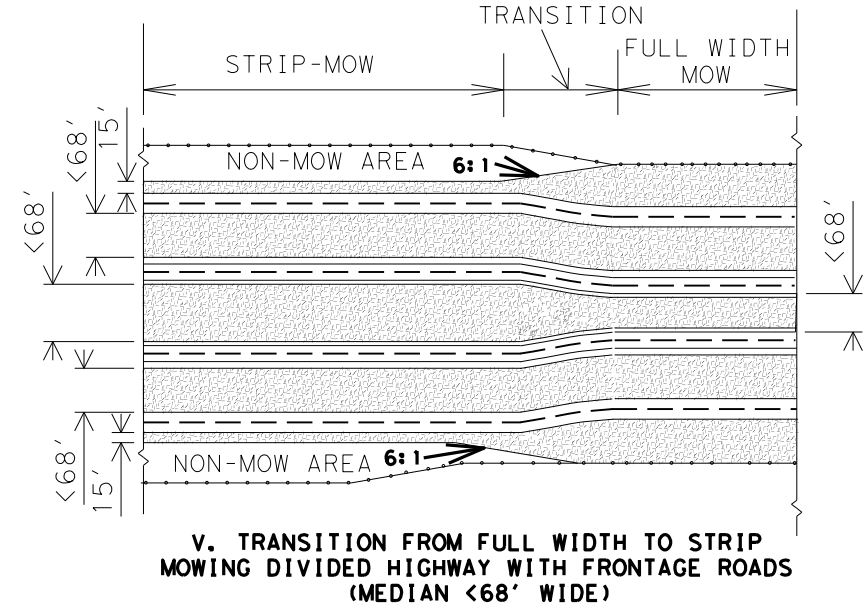 TRANSITION
STRIP-MOW
FULL WIDTH
MOW
<68'
15'
NON-MOW AREA
6:1
<68'
<68'
<68'
15'
NON-MOW AREA
6:1
V. TRANSITION FROM FULL WIDTH TO STRIP
MOWING DIVIDED HIGHWAY WITH FRONTAGE ROADS
(MEDIAN <68' WIDE)